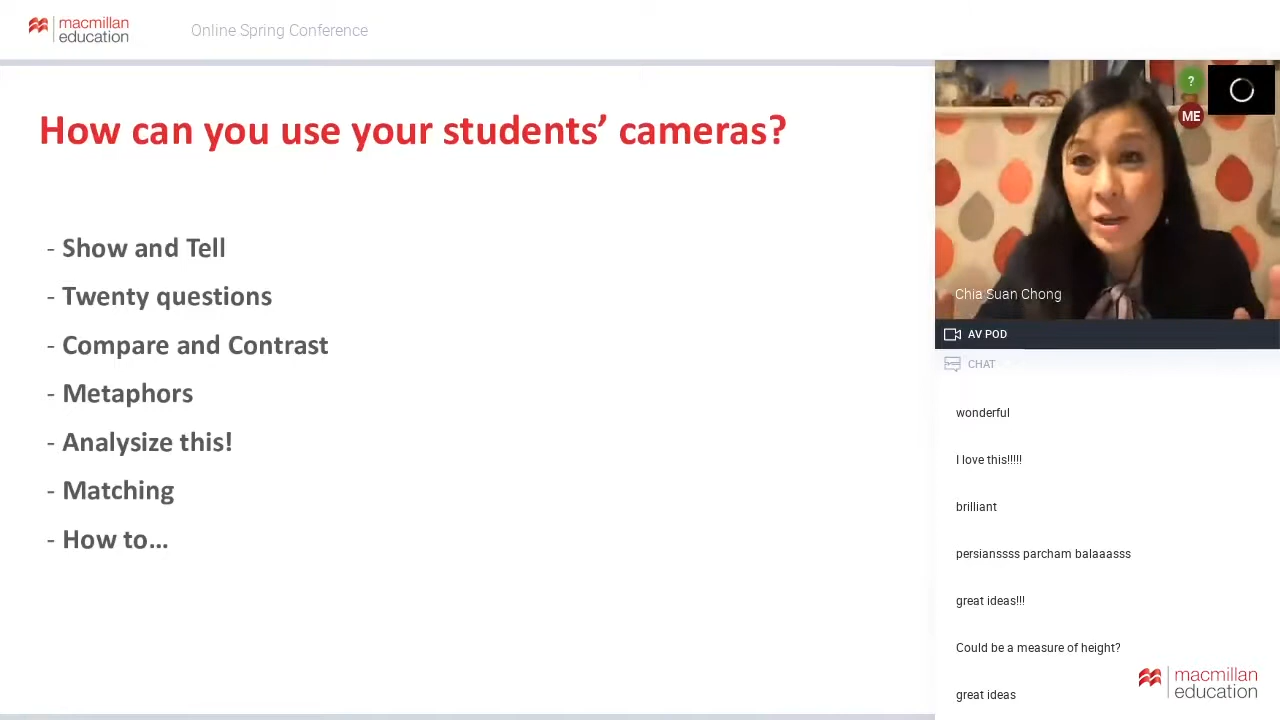 macmillan
education
Online Spring Conference
How can you use your students’ cameras?
- Show and Tell
- Twenty questions
- Compare and Contrast
- Metaphors
- Analysize this!
- Matching
- How to…
?
ME
Chia Suan Chong
AV POD
CHAT
wonderful
I love this!!!!!
brilliant
persianssss parcham balaaasss
great ideas!!!
Could be a measure of height?
great ideas
macmillan
education